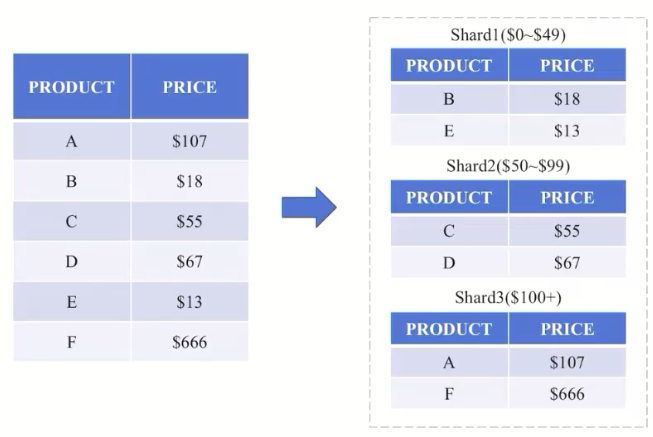 PRODUCT PRICE
A $107
B $18
C $55
D $67
E $13
F $666
Shard1($0~$49)
PRODUCT PRICE
B $18
E $13
Shard2($50~$99)
PRODUCT PRICE
C $55
D $67
Shard3($100+)
PRODUCT PRICE
A $107
F $666